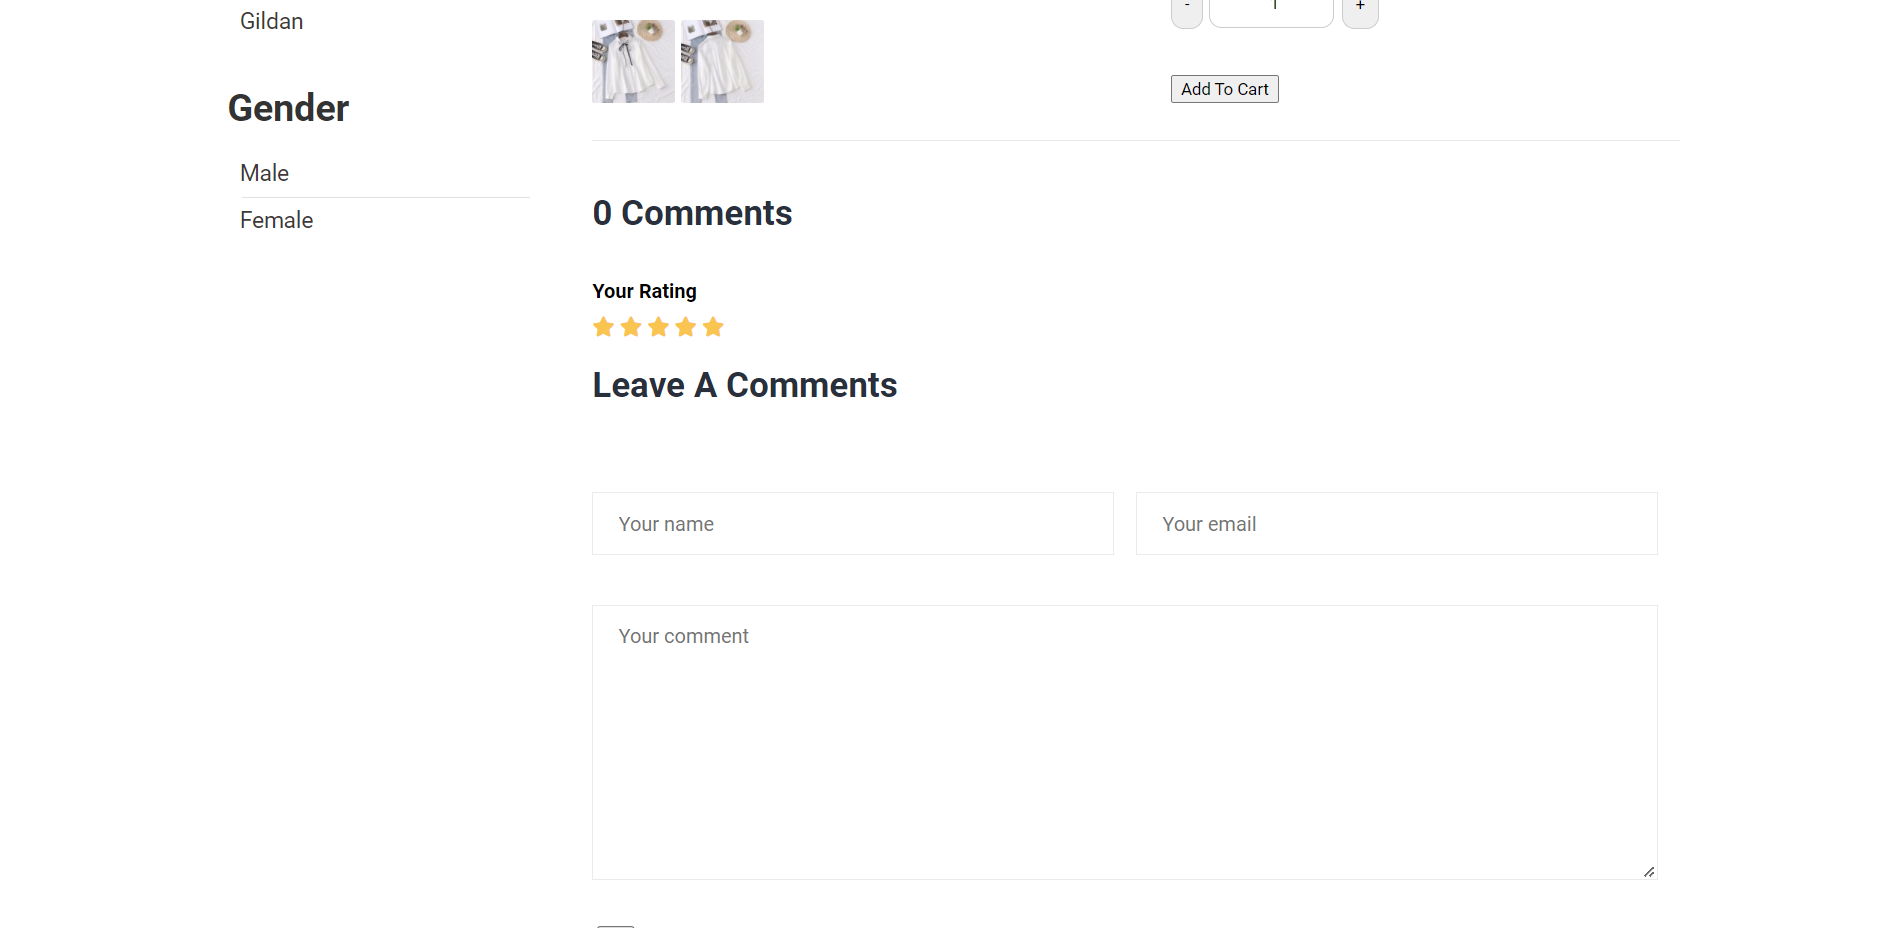 Gildan
Gender
Male
Female
- 1 +
Add To Cart
0 Comments
Your Rating
Leave A Comments
Your name
Your email
Your comment